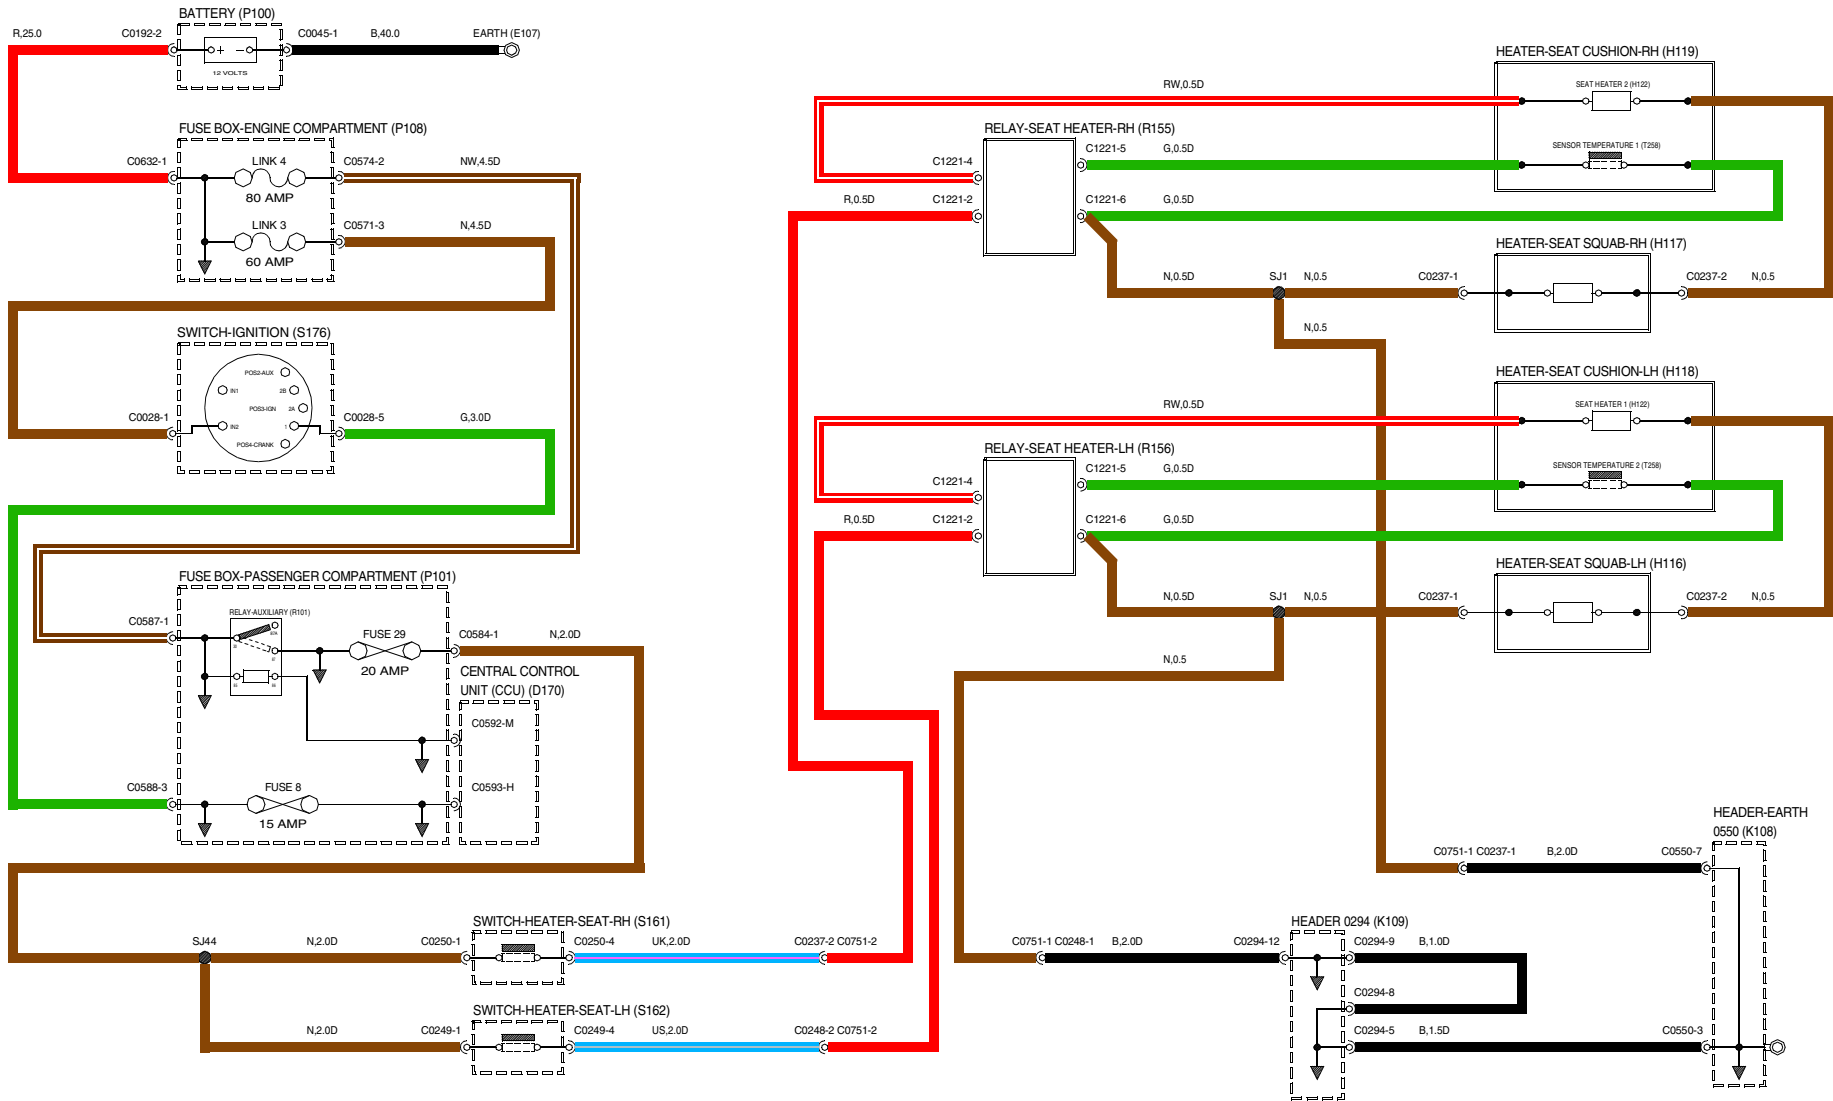 BATTERY (P100)
R,25.0
C0192-2
C0045-1
B,40.0
EARTH (E107)
12 VOLTS
FUSE BOX-ENGINE COMPARTMENT (P108)
C0632-1
LINK 4
C0574-2
NW,4.5D
80 AMP
LINK 3
C0571-3
N,4.5D
60 AMP
SWITCH-IGNITION (S176)
POS2-AUX
IN1
2B
POS3-IGN
2A
C0028-1
IN2
1
C0028-5
G,3.0D
POS4-CRANK
FUSE BOX-PASSENGER COMPARTMENT (P101)
RELAY-AUXILIARY (R101)
C0587-1
87A
30
87
85
86
FUSE 29
C0584-1
N,2.0D
20 AMP
CENTRAL CONTROL
UNIT (CCU) (D170)
C0592-M
C0588-3
FUSE 8
C0593-H
15 AMP
SWITCH-HEATER-SEAT-RH (S161)
SJ44
N,2.0D
C0250-1
C0250-4
UK,2.0D
C0237-2 C0751-2
SWITCH-HEATER-SEAT-LH (S162)
N,2.0D
C0249-1
C0249-4
US,2.0D
C0248-2 C0751-2
HEATER-SEAT CUSHION-RH (H119)
RW,0.5D
SEAT HEATER 2 (H122)
RELAY-SEAT HEATER-RH (R155)
C1221-4
C1221-5
G,0.5D
SENSOR TEMPERATURE 1 (T258)
R,0.5D
C1221-2
C1221-6
G,0.5D
HEATER-SEAT SQUAB-RH (H117)
N,0.5D
SJ1
N,0.5
C0237-1
C0237-2
N,0.5
N,0.5
HEATER-SEAT CUSHION-LH (H118)
RW,0.5D
SEAT HEATER 1 (H122)
RELAY-SEAT HEATER-LH (R156)
C1221-4
C1221-5
G,0.5D
SENSOR TEMPERATURE 2 (T258)
R,0.5D
C1221-2
C1221-6
G,0.5D
HEATER-SEAT SQUAB-LH (H116)
N,0.5D
SJ1
N,0.5
C0237-1
C0237-2
N,0.5
N,0.5
HEADER-EARTH
0550 (K108)
C0751-1 C0237-1
B,2.0D
C0550-7
HEADER 0294 (K109)
C0751-1 C0248-1
B,2.0D
C0294-12
C0294-9
B,1.0D
C0294-8
C0294-5
B,1.5D
C0550-3